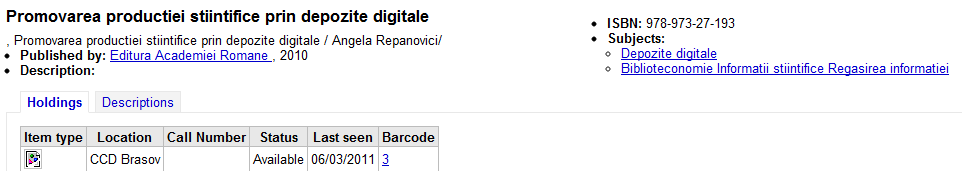 Promovarea productiei stiintifice prin depozite digitale
, Promovarea productiei stiintifice prin depozite digitale / Angela Repanovici/
Published by: Editura Academiei Romane , 2010
Description:
ISBN: 978-973-27-193
Subjects:
Depozite digitale
Biblioteconomie Informatii stiintifice Regasirea informatiei
Holdings Descriptions
Item type Location Call Number Status Last seen Barcode
CCD Brasov Available 06/03/2011 3